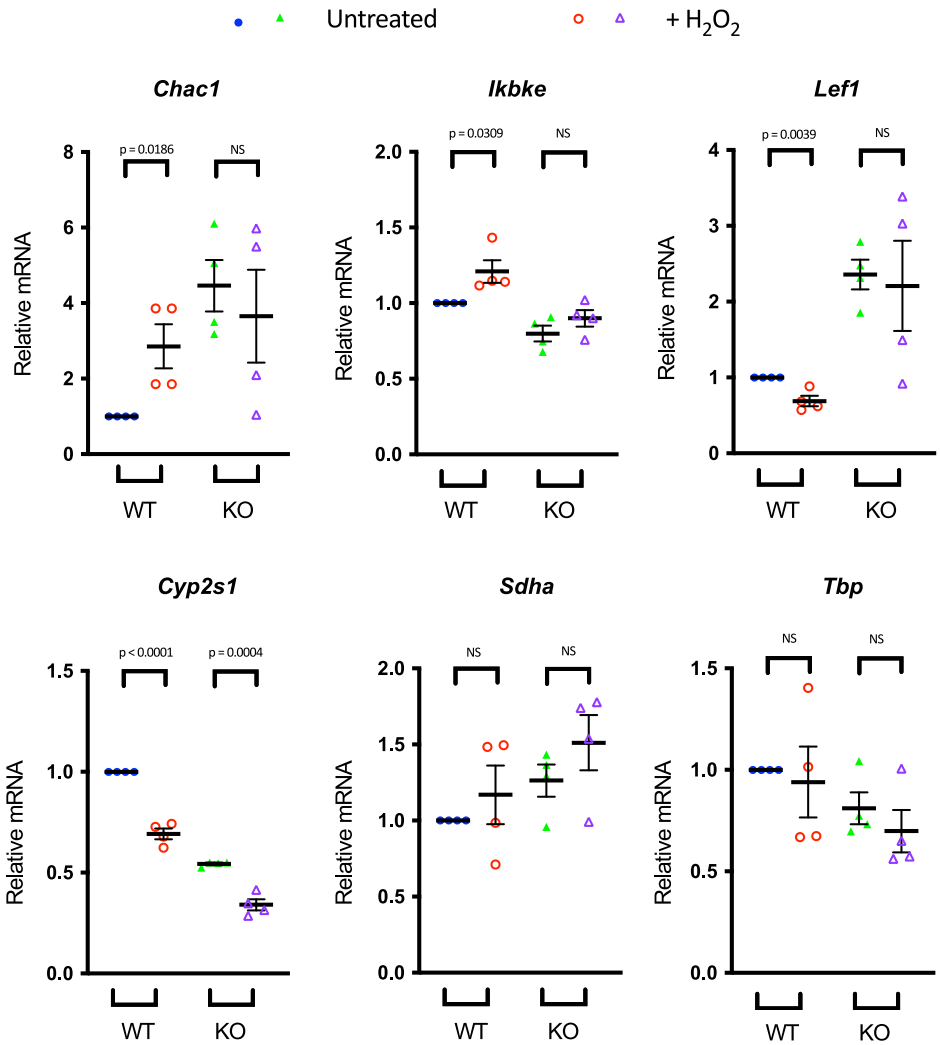 Untreated + H₂O₂
Chac1 Ikbke Lef1
p = 0.0186 NS p = 0.0309 NS p = 0.0039 NS
Relative mRNA Relative mRNA Relative mRNA
8 2.0 4
6 1.5 3
4 1.0 2
2 0.5 1
0 0.0 0
WT KO WT KO WT KO
Cyp2s1 Sdha Tbp
p < 0.0001 p = 0.0004 NS NS NS NS
Relative mRNA Relative mRNA Relative mRNA
1.5 2.0 1.5
1.5
1.0 1.0
1.0
0.5 0.5
0.5
0.0 0.0 0.0
WT KO WT KO WT KO